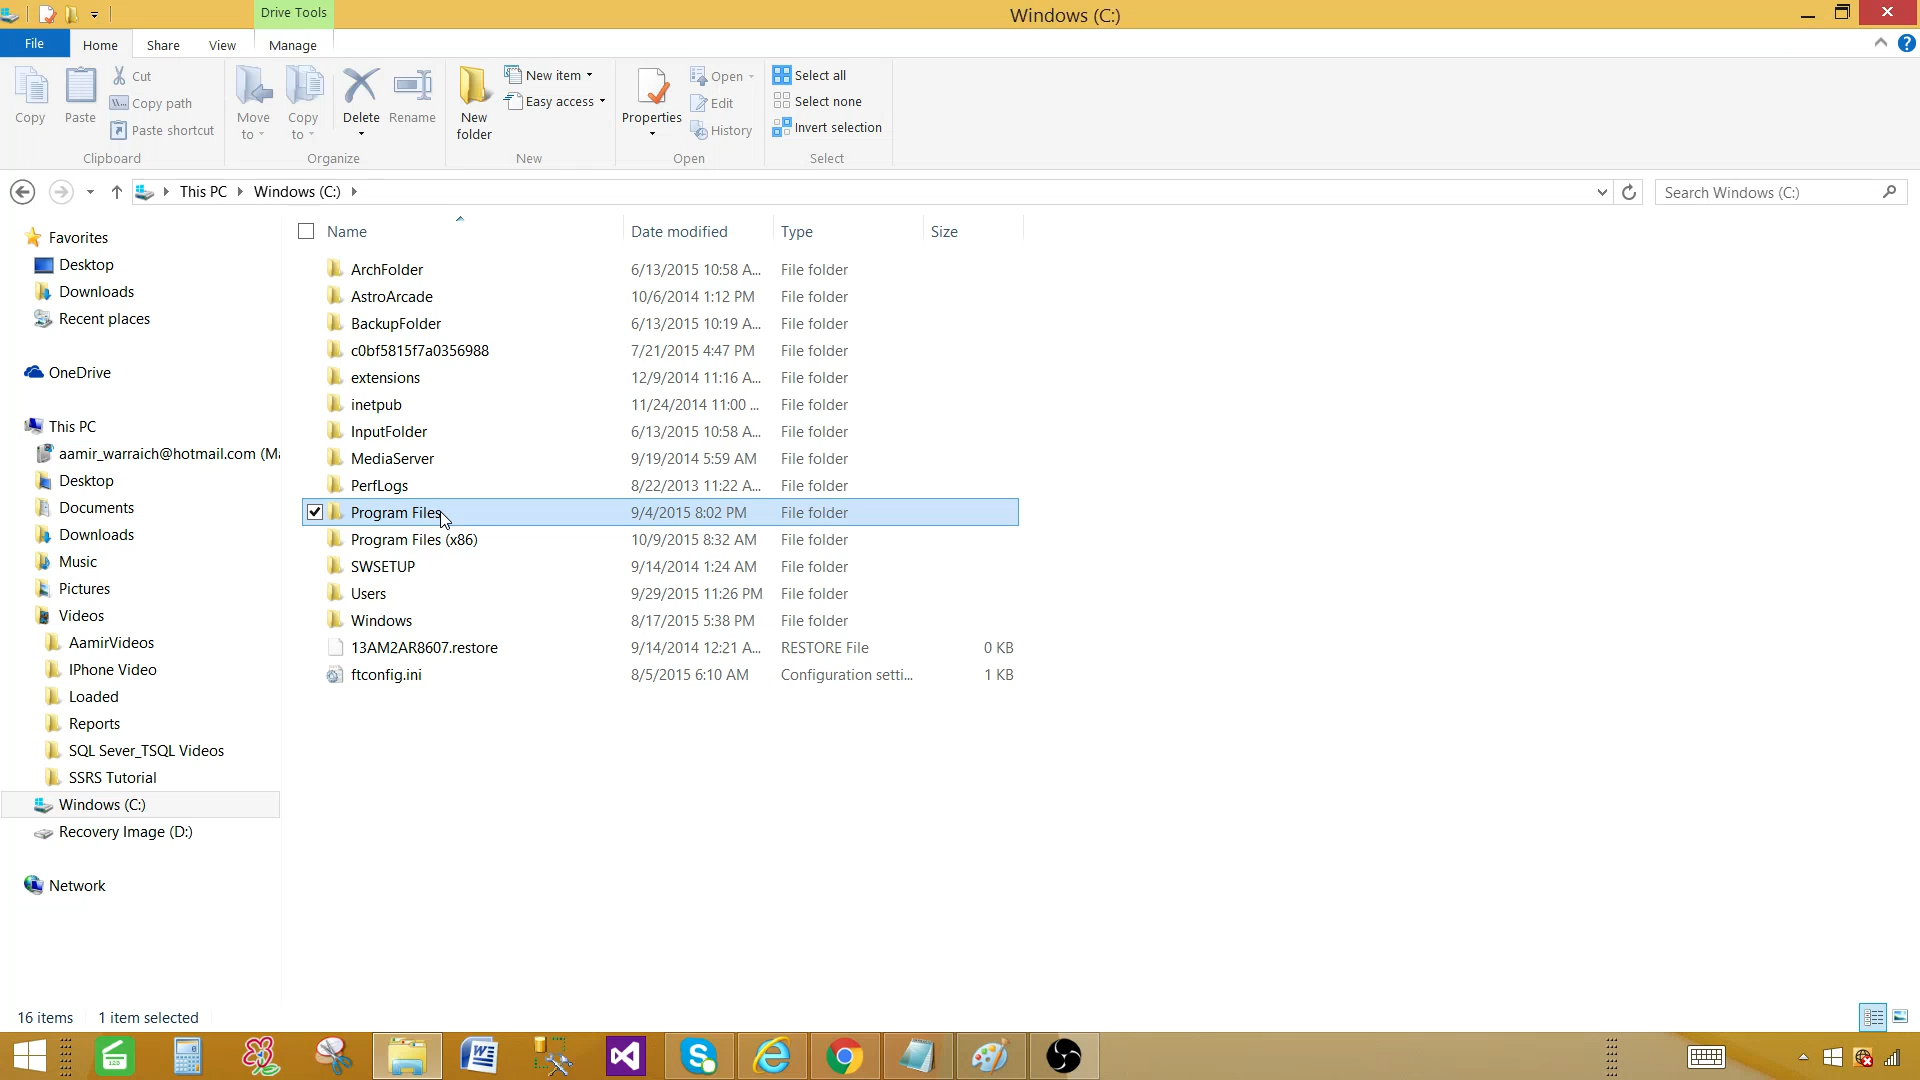 Drive Tools
Windows (C:)
File
Home
Share
View
Manage
Copy
Paste
Cut
Copy path
Paste shortcut
Clipboard
Move to
Copy to
Delete
Rename
Organize
New folder
New item
Easy access
New
Properties
Open
Edit
History
Open
Select all
Select none
Invert selection
Select
This PC
Windows (C:)
Search Windows (C:)
Favorites
Desktop
Downloads
Recent places
OneDrive
This PC
aamir_warraich@hotmail.com (Ma
Desktop
Documents
Downloads
Music
Pictures
Videos
AamirVideos
IPhone Video
Loaded
Reports
SQL Sever_TSQL Videos
SSRS Tutorial
Windows (C:)
Recovery Image (D:)
Network
Name Date modified Type Size
ArchFolder 6/13/2015 10:58 A... File folder
AstroArcade 10/6/2014 1:12 PM File folder
BackupFolder 6/13/2015 10:19 A... File folder
c0bf5815f7a0356988 7/21/2015 4:47 PM File folder
extensions 12/9/2014 11:16 A... File folder
inetpub 11/24/2014 11:00 ... File folder
InputFolder 6/13/2015 10:58 A... File folder
MediaServer 9/19/2014 5:59 AM File folder
PerfLogs 8/22/2013 11:22 A... File folder
Program Files 9/4/2015 8:02 PM File folder
Program Files (x86) 10/9/2015 8:32 AM File folder
SWSETUP 9/14/2014 1:24 AM File folder
Users 9/29/2015 11:26 PM File folder
Windows 8/17/2015 5:38 PM File folder
13AM2AR8607.restore 9/14/2014 12:21 A... RESTORE File 0 KB
ftconfig.ini 8/5/2015 6:10 AM Configuration setti... 1 KB
16 items 1 item selected